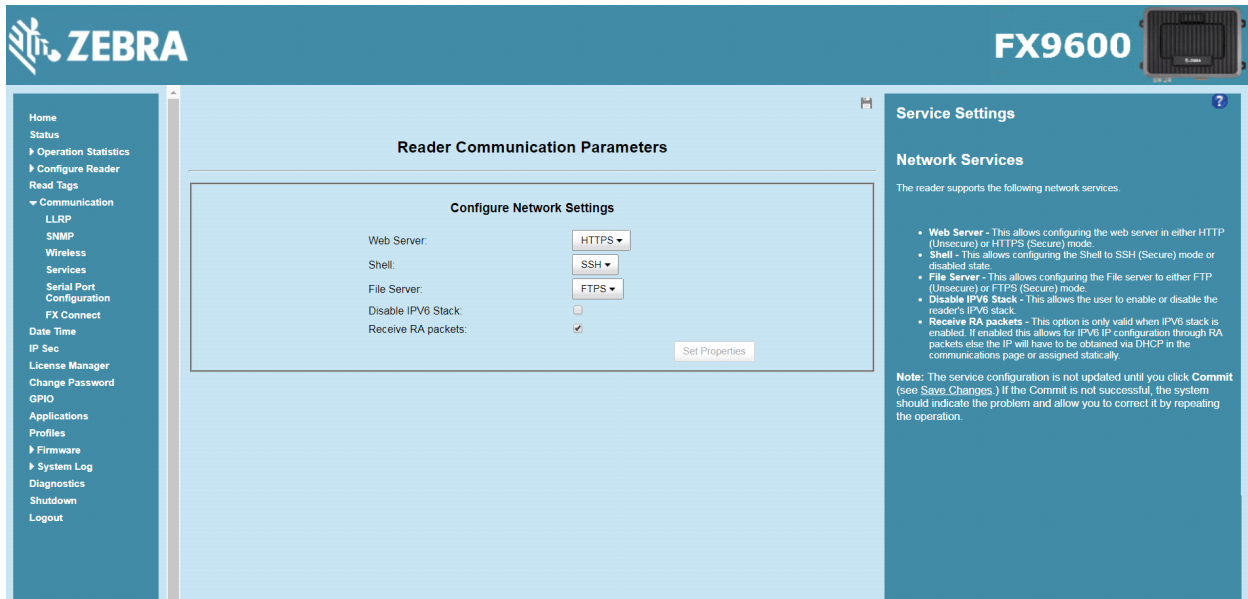 ZEBRA
FX9600
Home
Status
Operation Statistics
Configure Reader
Read Tags
Communication
LLRP
SNMP
Wireless
Services
Serial Port
Configuration
FX Connect
Date Time
IP Sec
License Manager
Change Password
GPIO
Applications
Profiles
Firmware
System Log
Diagnostics
Shutdown
Logout
Reader Communication Parameters
Configure Network Settings
Web Server: HTTPS
Shell: SSH
File Server: FTPS
Disable IPV6 Stack:
Receive RA packets:
Set Properties
?
Service Settings
Network Services
The reader supports the following network services.
• Web Server - This allows configuring the web server in either HTTP
(Unsecure) or HTTPS (Secure) mode.
• Shell - This allows configuring the Shell to SSH (Secure) mode or
disabled state.
• File Server - This allows configuring the File server to either FTP
(Unsecure) or FTPS (Secure) mode.
• Disable IPV6 Stack - This allows the user to enable or disable the
reader's IPV6 stack.
• Receive RA packets - This option is only valid when IPV6 stack is
enabled. If enabled this allows for IPV6 IP configuration through RA
packets else the IP will have to be obtained via DHCP in the
communications page or assigned statically.
Note: The service configuration is not updated until you click Commit
(see Save Changes.) If the Commit is not successful, the system
should indicate the problem and allow you to correct it by repeating
the operation.